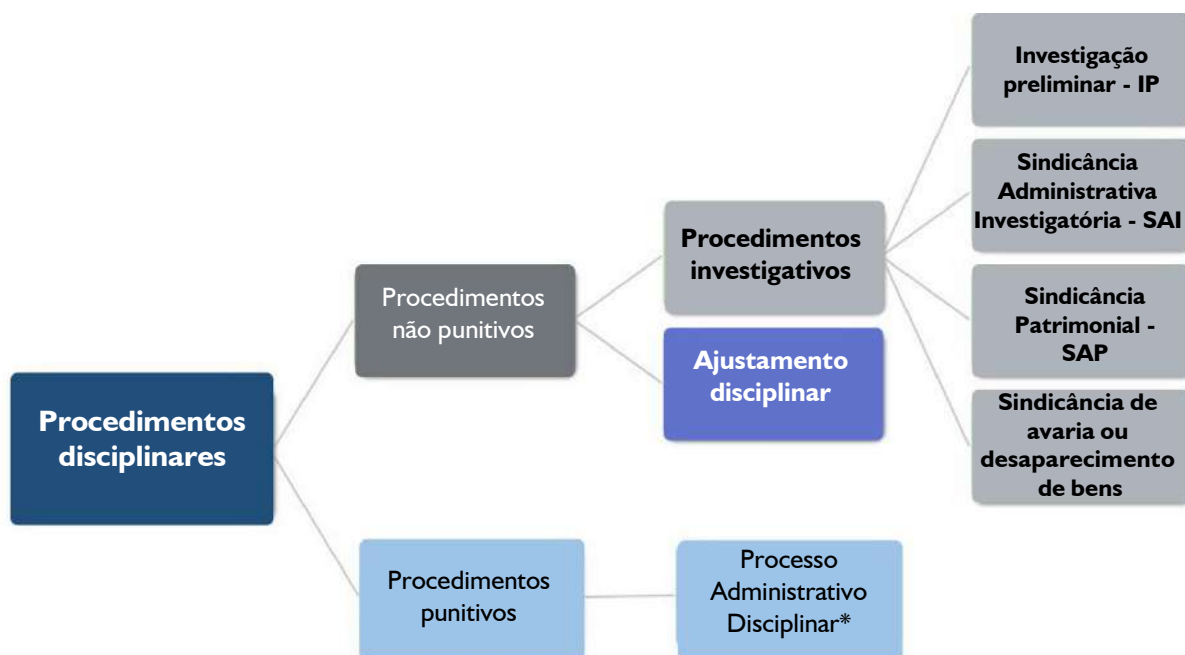 Procedimentos
disciplinares
Procedimentos
não punitivos
Procedimentos
investigativos
Investigação
preliminar - IP
Sindicância
Administrativa
Investigatória - SAI
Sindicância
Patrimonial -
SAP
Sindicância de
avaria ou
desaparecimento
de bens
Ajustamento
disciplinar
Procedimentos
punitivos
Processo
Administrativo
Disciplinar*